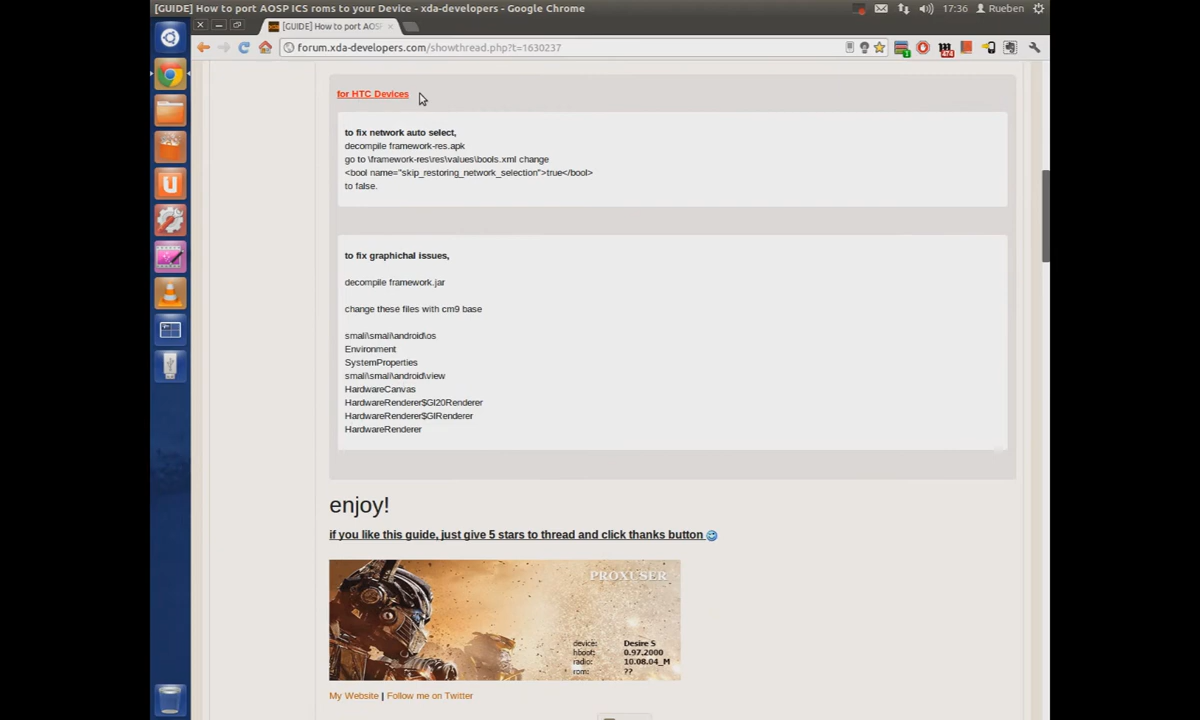 [GUIDE] How to port AOSP ICS roms to your Device - xda-developers - Google Chrome
17:36
Rueben
[GUIDE] How to port AOSP
forum.xda-developers.com/showthread.php?t=1630237
for HTC Devices
to fix network auto select,
decompile framework-res.apk
go to \framework-res\res\values\bools.xml change
<bool name="skip_restoring_network_selection">true</bool>
to false.
to fix graphichal issues,
decompile framework.jar
change these files with cm9 base
smali\smali\android\os
Environment
SystemProperties
smali\smali\android\view
HardwareCanvas
HardwareRenderer$Gl20Renderer
HardwareRenderer$GlRenderer
HardwareRenderer
enjoy!
if you like this guide, just give 5 stars to thread and click thanks button
PROXUSER
device: Desire S
hboot: 0.97.2000
radio: 10.08.04_M
rom: ??
My Website | Follow me on Twitter